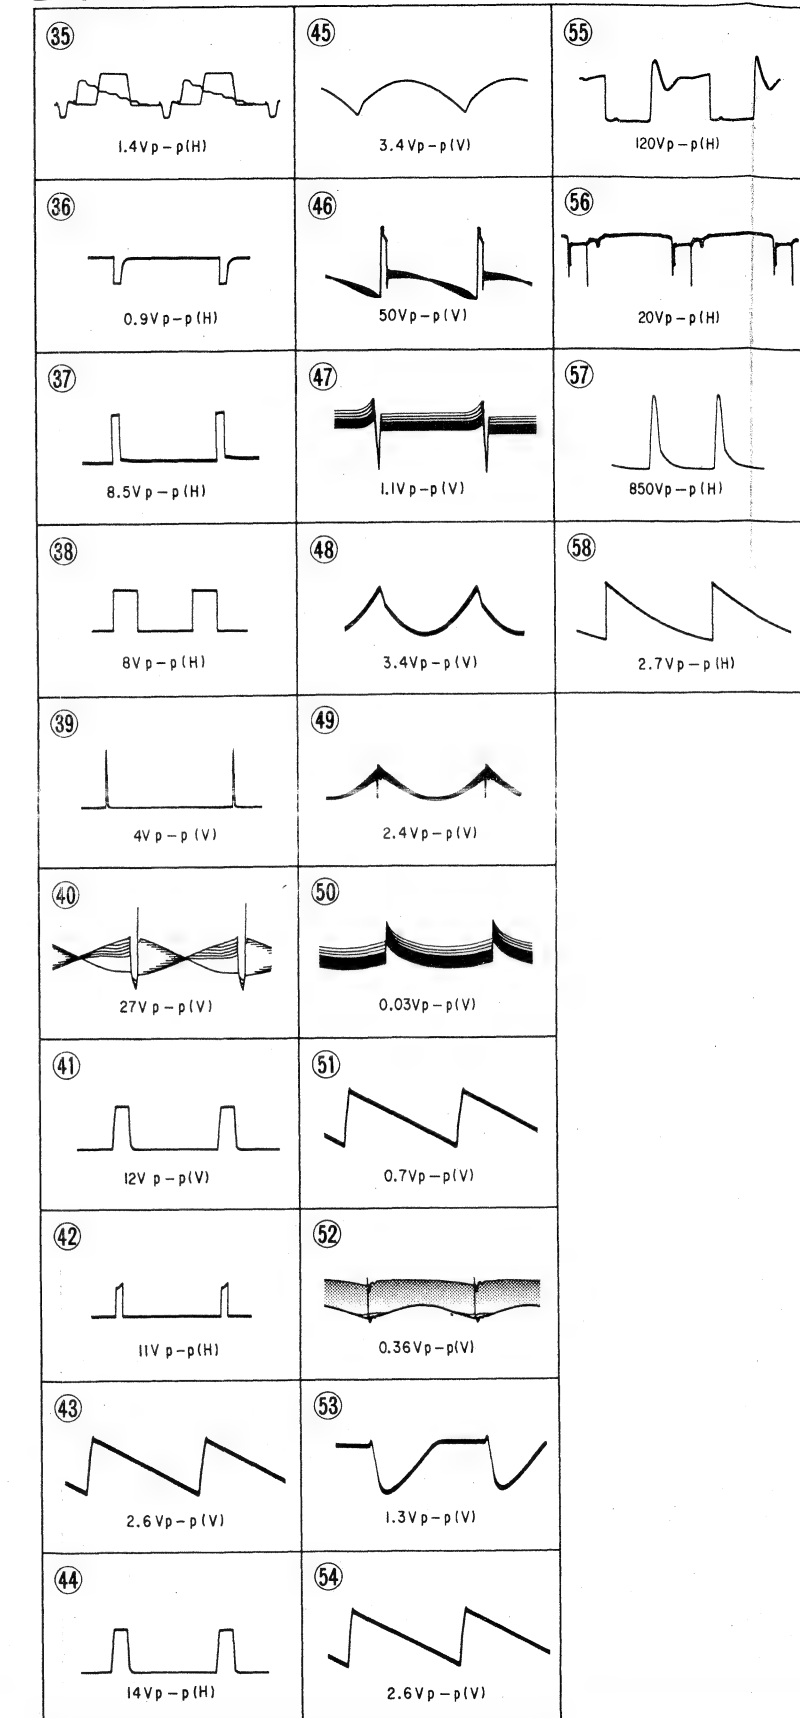 35
1.4Vp-p(H)
36
0.9Vp-p(H)
37
8.5Vp-p(H)
38
8Vp-p(H)
39
4Vp-p(V)
40
27Vp-p(V)
41
12Vp-p(V)
42
11Vp-p(H)
43
2.6Vp-p(V)
44
14Vp-p(H)
45
3.4Vp-p(V)
46
50Vp-p(V)
47
1.1Vp-p(V)
48
3.4Vp-p(V)
49
2.4Vp-p(V)
50
0.03Vp-p(V)
51
0.7Vp-p(V)
52
0.36Vp-p(V)
53
1.3Vp-p(V)
54
2.6Vp-p(V)
55
120Vp-p(H)
56
20Vp-p(H)
57
850Vp-p(H)
58
2.7Vp-p(H)